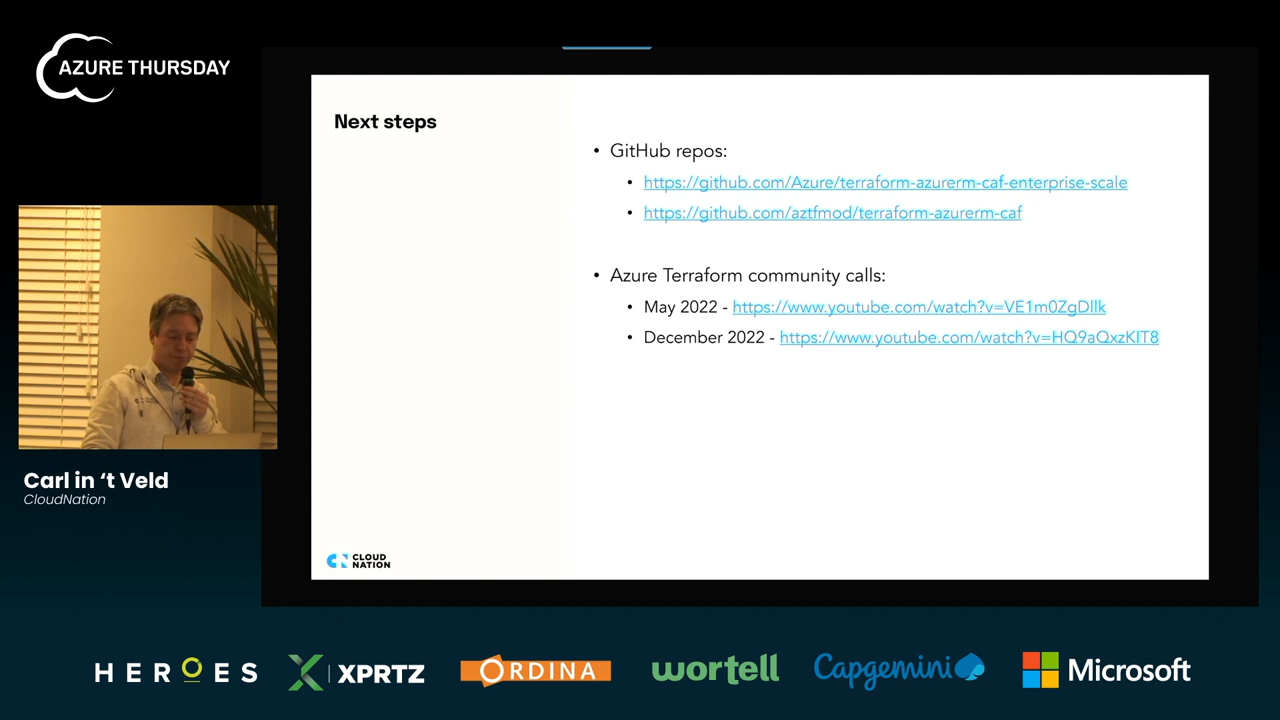 AZURE THURSDAY
Next steps
• GitHub repos:
• https://github.com/Azure/terraform-azurerm-caf-enterprise-scale
• https://github.com/aztfmod/terraform-azurerm-caf
• Azure Terraform community calls:
• May 2022 - https://www.youtube.com/watch?v=VE1m0ZgDIlk
• December 2022 - https://www.youtube.com/watch?v=HQ9aQxzKIT8
Carl in ‘t Veld
CloudNation
CLOUD
NATION
HEROES
XPRTZ
ORDINA
wortell
Capgemini
Microsoft